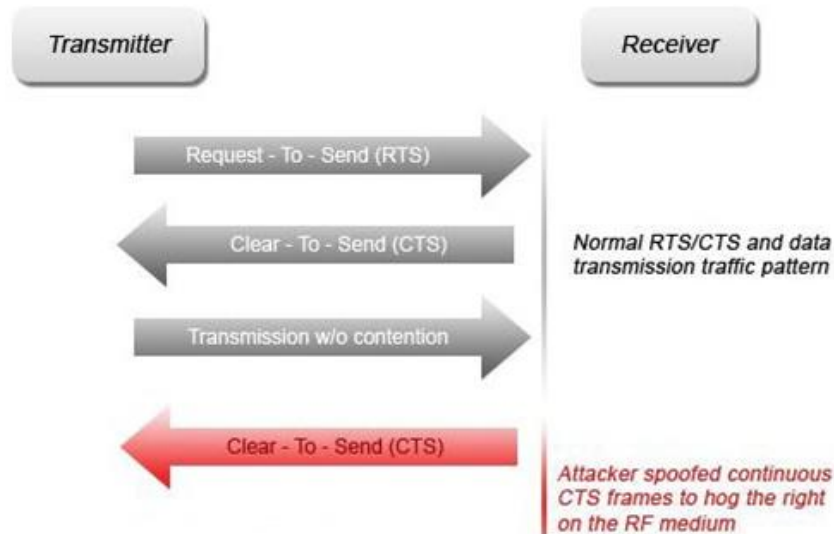 Transmitter
Receiver
Request - To - Send (RTS)
Clear - To - Send (CTS)
Normal RTS/CTS and data
transmission traffic pattern
Transmission w/o contention
Clear - To - Send (CTS)
Attacker spoofed continuous
CTS frames to hog the right
on the RF medium